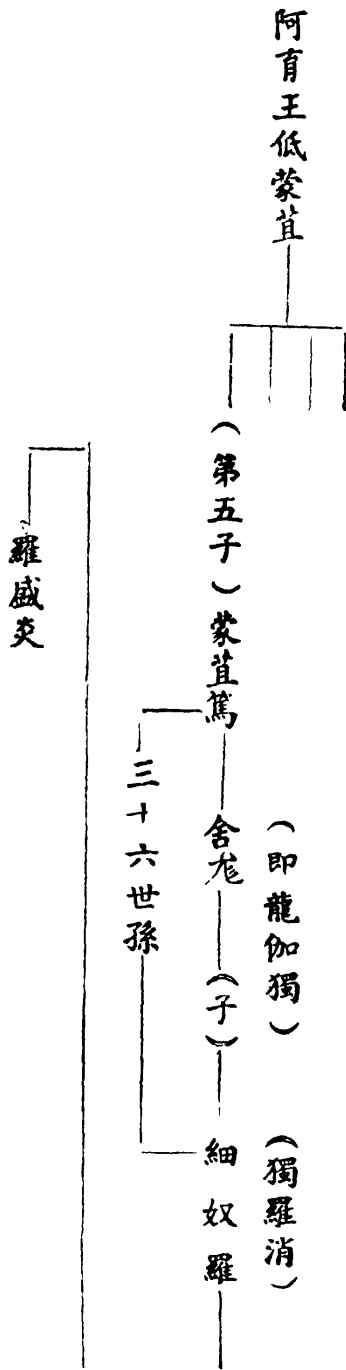 阿育王低蒙苴
（第五子）蒙苴篤
（即龍伽獨）
舍尨
（子）
（獨羅消）
細奴羅
三十六世孫
羅盛炎